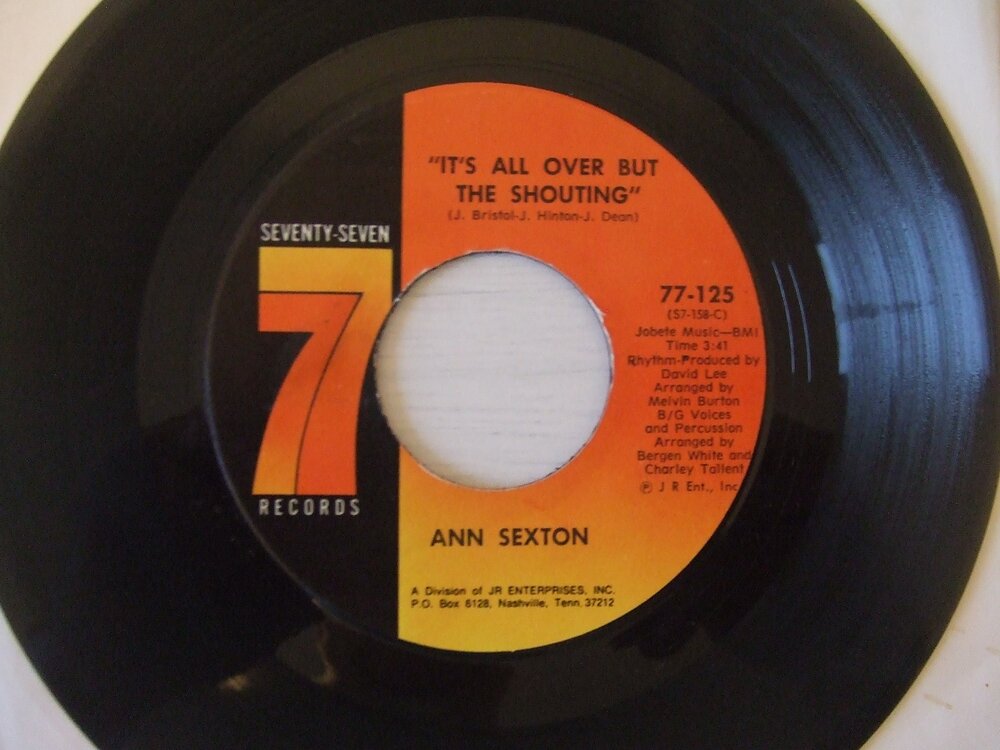 "IT'S ALL OVER BUT
THE SHOUTING"
(J. Bristol-J. Hinton-J. Dean)
SEVENTY-SEVEN
7
RECORDS
77-125
(S7-158-C)
Jobete Music—BMI
Time 3:41
Rhythm-Produced by
David Lee
Arranged by
Melvin Burton
B/G Voices
and Percussion
Arranged by
Bergen White and
Charley Tallent
℗ J R Ent., Inc.
ANN SEXTON
A Division of JR ENTERPRISES, INC.
P.O. Box 6128, Nashville, Tenn. 37212